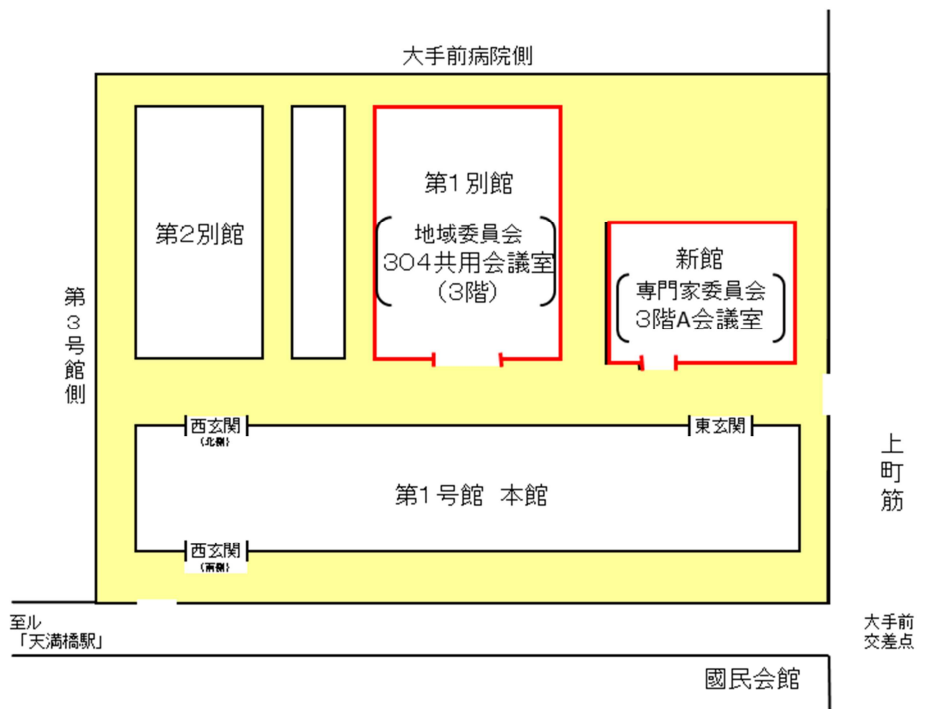 大手前病院側
第1別館
地域委員会
304共用会議室
(3階)
第2別館
新館
専門家委員会
3階A会議室
第3号館側
西玄関
(北側)
東玄関
上町筋
第1号館 本館
西玄関
(南側)
至ル
「天満橋駅」
大手前
交差点
國民会館